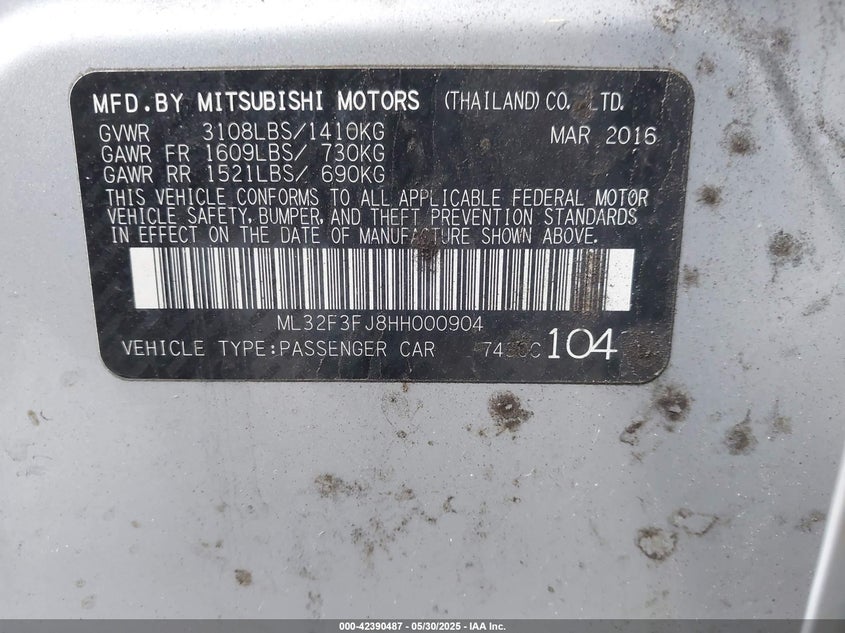 MFD.BY MITSUBISHI MOTORS (THAILAND) CO. LTD.
GVWR 3108LBS/1410KG MAR 2016
GAWR FR 1609LBS/ 730KG
GAWR RR 1521LBS/ 690KG
THIS VEHICLE CONFORMS TO ALL APPLICABLE FEDERAL MOTOR
VEHICLE SAFETY, BUMPER, AND THEFT PREVENTION STANDARDS
IN EFFECT ON THE DATE OF MANUFACTURE SHOWN ABOVE.
ML32F3FJ8HH000904
VEHICLE TYPE:PASSENGER CAR 104
000-42390487 - 05/30/2025 - IAA Inc.